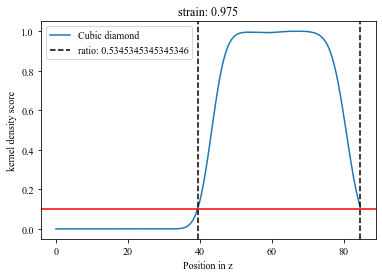 strain: 0.975
Cubic diamond
ratio: 0.5345345345345346
kernel density score
1.0
0.8
0.6
0.4
0.2
0.0
0 20 40 60 80
Position in z